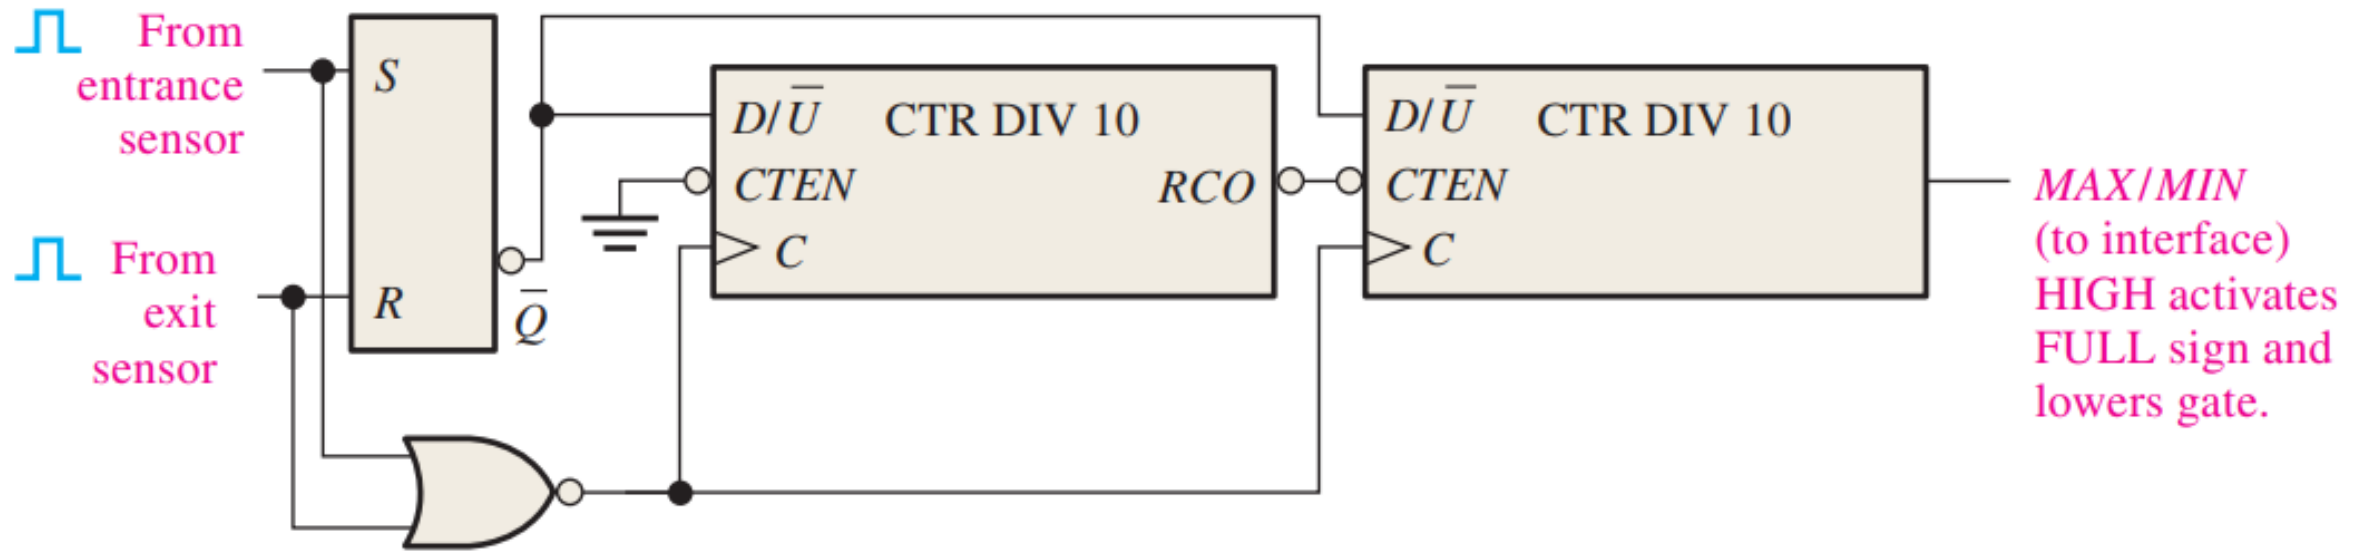 From
entrance
sensor
From
exit
sensor
S
R
Q̅
D/U̅ CTR DIV 10
CTEN RCO
C
D/U̅ CTR DIV 10
CTEN
C
MAX/MIN
(to interface)
HIGH activates
FULL sign and
lowers gate.